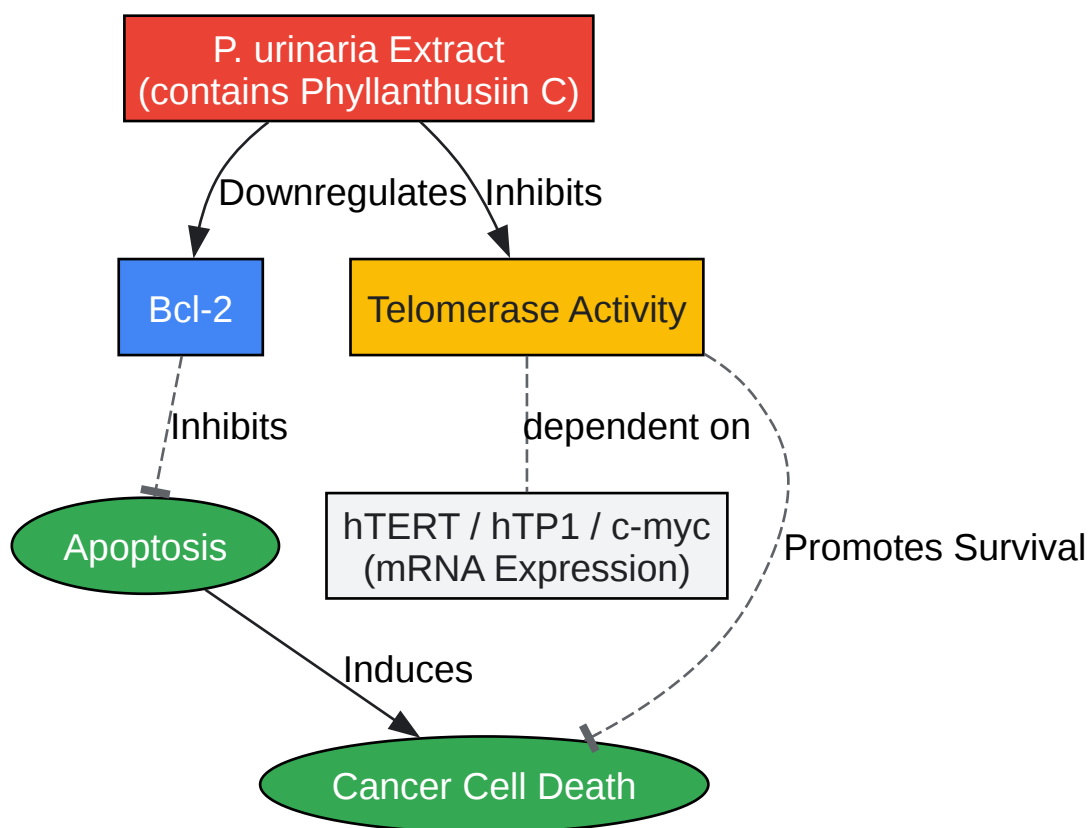 P. urinaria Extract
(contains Phyllanthusiin C)
Downregulates
Inhibits
Bcl-2
Telomerase Activity
Inhibits
dependent on
Apoptosis
hTERT / hTP1 / c-myc
(mRNA Expression)
Promotes Survival
Induces
Cancer Cell Death